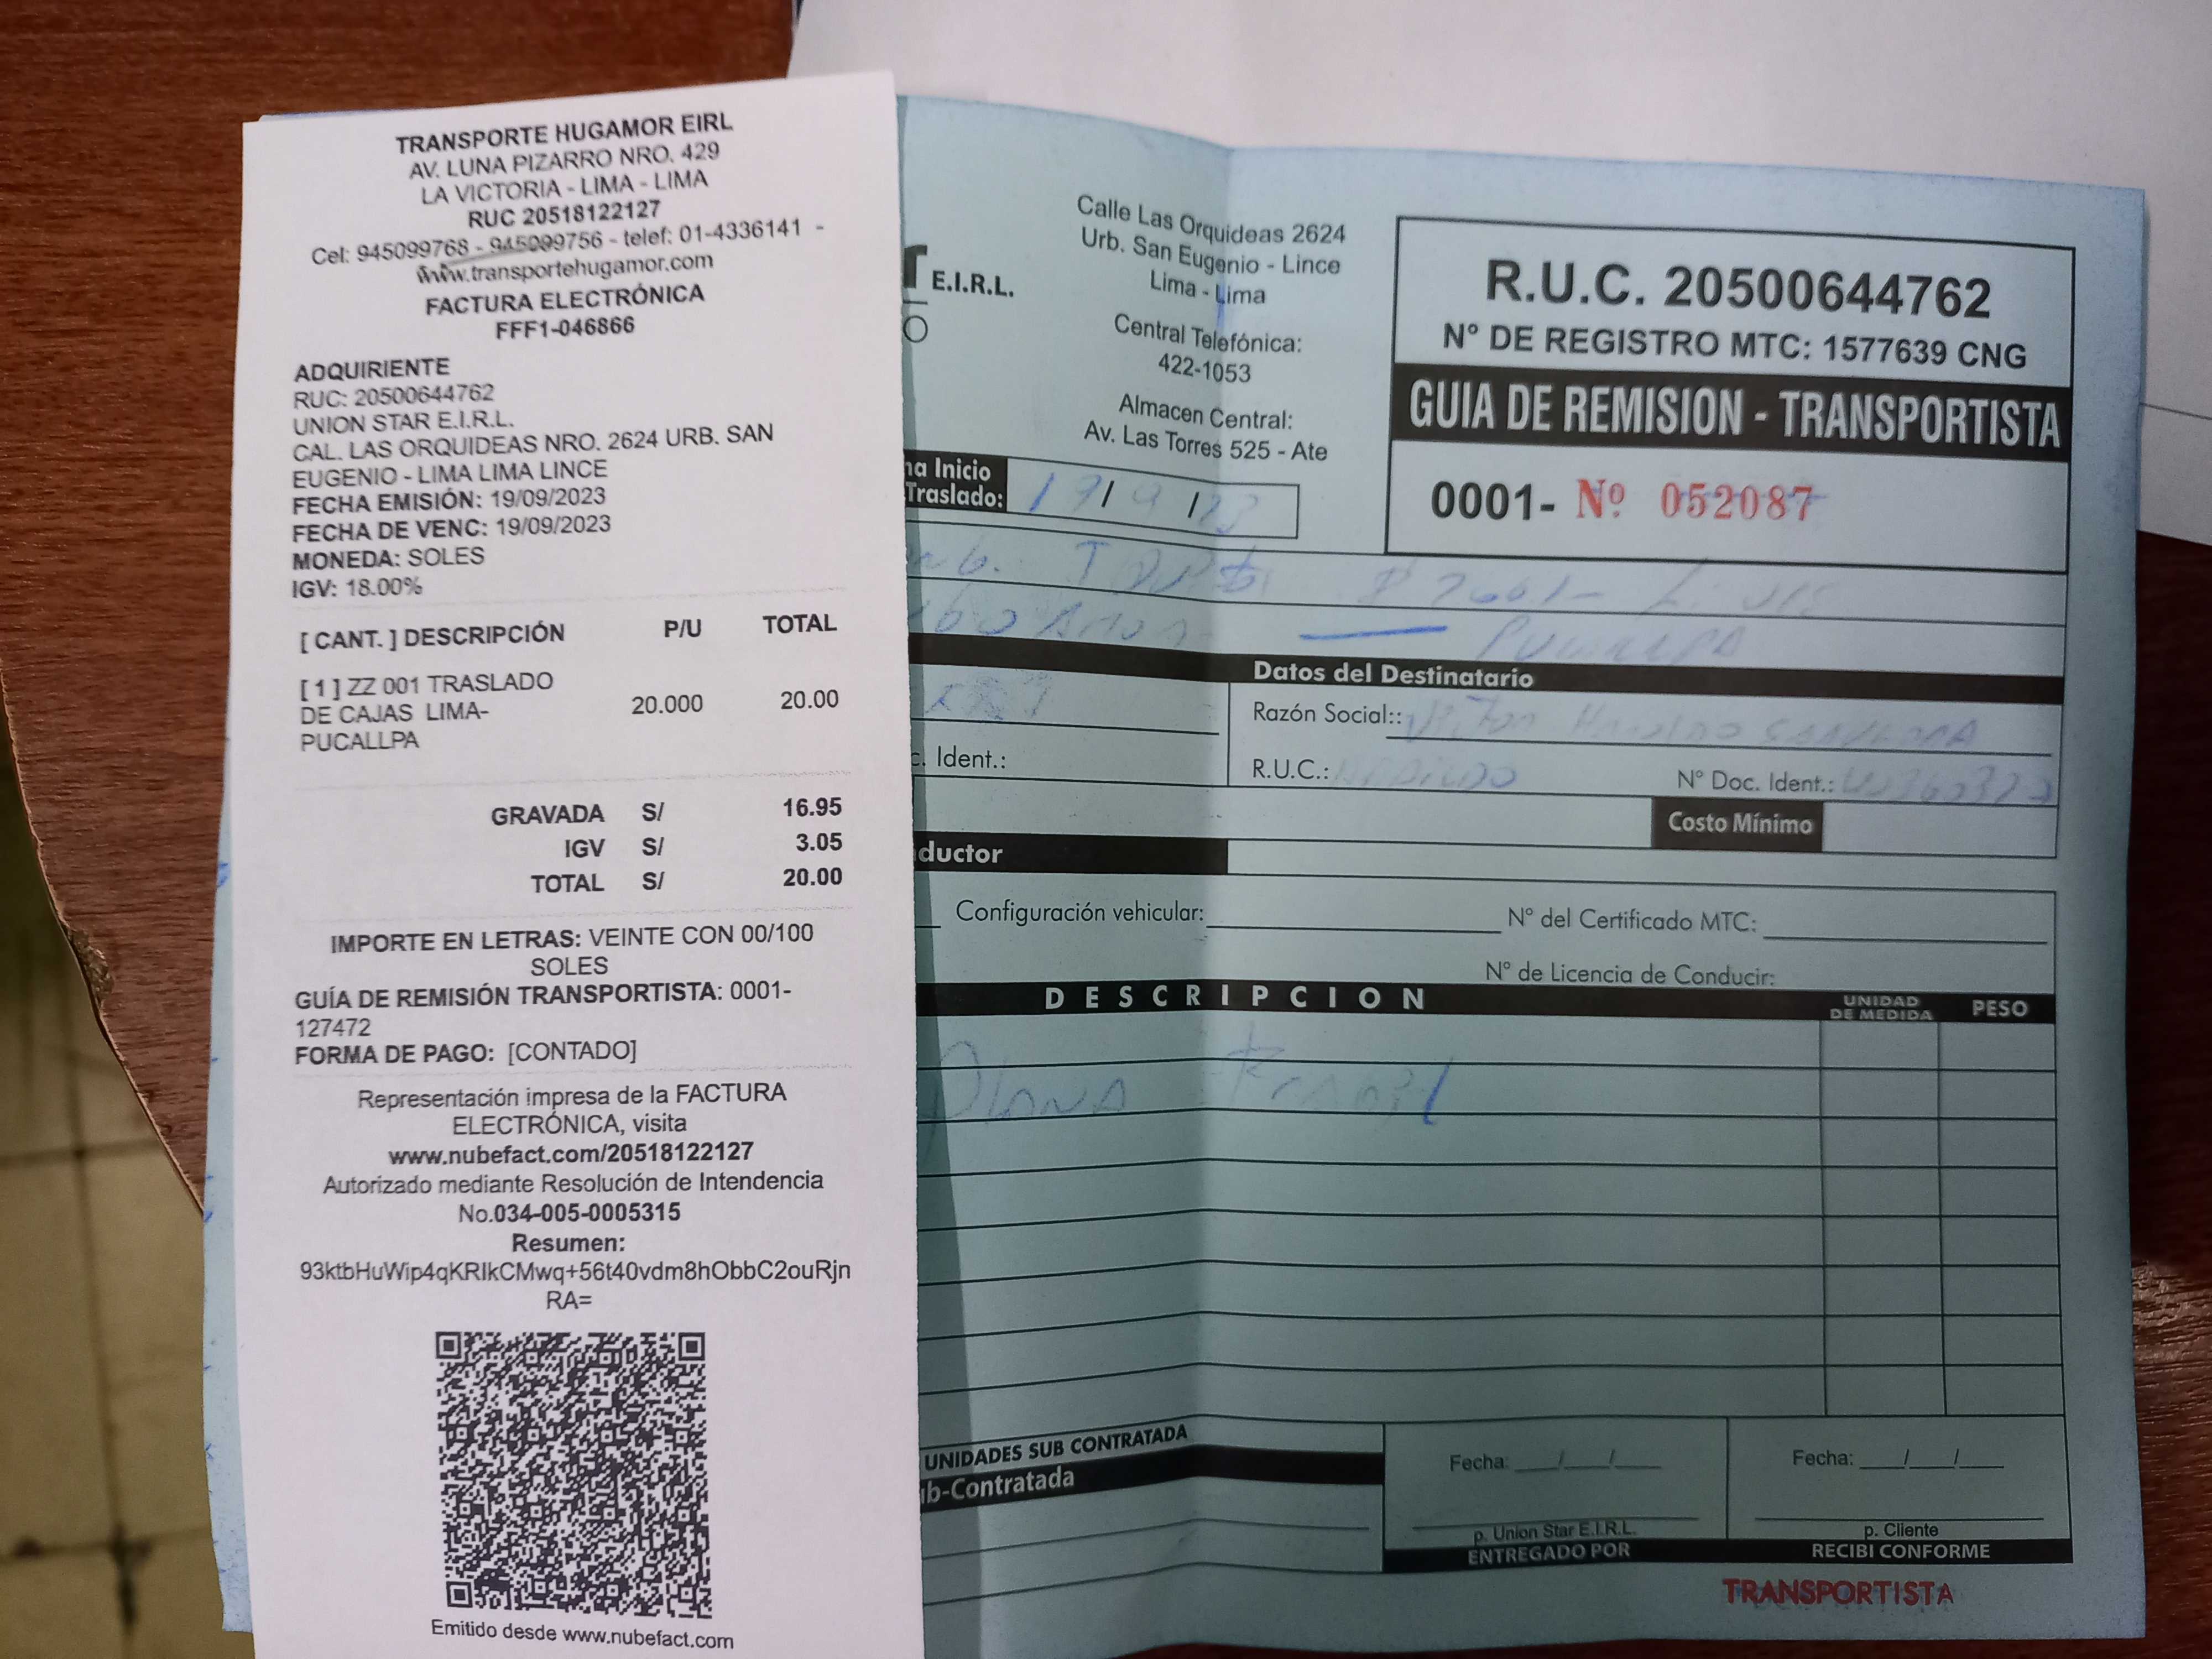 TRANSPORTE HUGAMOR EIRL
AV. LUNA PIZARRO NRO. 429
LA VICTORIA - LIMA - LIMA
RUC 20518122127
Cel: 945099768 - 945099756 - telef: 01-4336141 -
www.transportehugamor.com
FACTURA ELECTRÓNICA
FFF1-046866
ADQUIRIENTE
RUC: 20500644762
UNION STAR E.I.R.L.
CAL. LAS ORQUIDEAS NRO. 2624 URB. SAN
EUGENIO - LIMA LIMA LINCE
FECHA EMISIÓN: 19/09/2023
FECHA DE VENC: 19/09/2023
MONEDA: SOLES
IGV: 18.00%
[ CANT. ] DESCRIPCIÓN P/U TOTAL
[ 1 ] ZZ 001 TRASLADO
DE CAJAS LIMA- 20.000 20.00
PUCALLPA
GRAVADA S/ 16.95
IGV S/ 3.05
TOTAL S/ 20.00
IMPORTE EN LETRAS: VEINTE CON 00/100
SOLES
GUÍA DE REMISIÓN TRANSPORTISTA: 0001-
127472
FORMA DE PAGO: [CONTADO]
Representación impresa de la FACTURA
ELECTRÓNICA, visita
www.nubefact.com/20518122127
Autorizado mediante Resolución de Intendencia
No.034-005-0005315
Resumen:
93ktbHuWip4qKRIkCMwq+56t40vdm8hObbC2ouRjn
RA=
Emitido desde www.nubefact.com
r E.I.R.L.
O
Calle Las Orquideas 2624
Urb. San Eugenio - Lince
Lima - Lima
Central Telefónica:
422-1053
Almacen Central:
Av. Las Torres 525 - Ate
R.U.C. 20500644762
N° DE REGISTRO MTC: 1577639 CNG
GUIA DE REMISION - TRANSPORTISTA
0001- Nº 052087
na Inicio
Traslado: 19/ 9 /23
PUCALLPA
Datos del Destinatario
Razón Social::
c. Ident.:
R.U.C.: N° Doc. Ident.:
Costo Mínimo
ductor
Configuración vehicular: N° del Certificado MTC:
N° de Licencia de Conducir:
DESCRIPCION UNIDAD DE MEDIDA PESO
UNIDADES SUB CONTRATADA
ub-Contratada
Fecha: ___/___/___
p. Union Star E.I.R.L.
ENTREGADO POR
Fecha: ___/___/___
p. Cliente
RECIBI CONFORME
TRANSPORTISTA